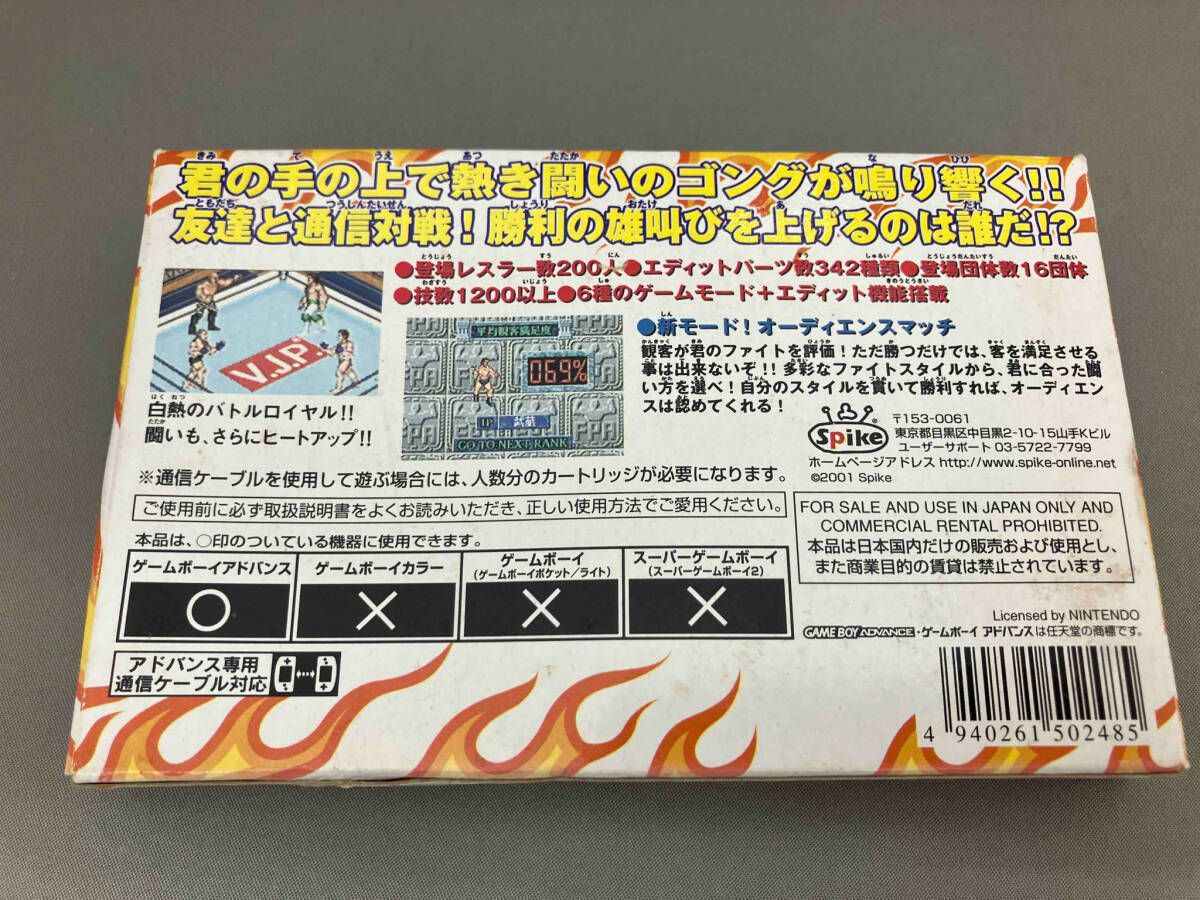 君の手の上で熱き闘いのゴングが鳴り響く!!
友達と通信対戦!勝利の雄叫びを上げるのは誰だ!?
●登場レスラー数200人●エディットパーツ数342種類●登場団体数16団体
●技数1200以上●6種のゲームモード+エディット機能搭載
V.J.P.
白熱のバトルロイヤル!!
闘いも、さらにヒートアップ!!
平均観客満足度
069%
1P 武蔵
GO TO NEXT RANK
●新モード!オーディエンスマッチ
観客が君のファイトを評価!ただ勝つだけでは、客を満足させる
事は出来ないぞ!!多彩なファイトスタイルから、君に合った闘
い方を選べ!自分のスタイルを貫いて勝利すれば、オーディエン
スは認めてくれる!
Spike
〒153-0061
東京都目黒区中目黒2-10-15山手Kビル
ユーザーサポート 03-5722-7799
ホームページアドレス http://www.spike-online.net
©2001 Spike
※通信ケーブルを使用して遊ぶ場合には、人数分のカートリッジが必要になります。
ご使用前に必ず取扱説明書をよくお読みいただき、正しい使用方法でご愛用ください。
本品は、○印のついている機器に使用できます。
ゲームボーイアドバンス
○
ゲームボーイカラー
×
ゲームボーイ
(ゲームボーイポケット/ライト)
×
スーパーゲームボーイ
(スーパーゲームボーイ2)
×
FOR SALE AND USE IN JAPAN ONLY AND
COMMERCIAL RENTAL PROHIBITED.
本品は日本国内だけの販売および使用とし、
また商業目的の賃貸は禁止されています。
Licensed by NINTENDO
GAME BOY ADVANCE・ゲームボーイ アドバンスは任天堂の商標です。
アドバンス専用
通信ケーブル対応
4 940261 502485